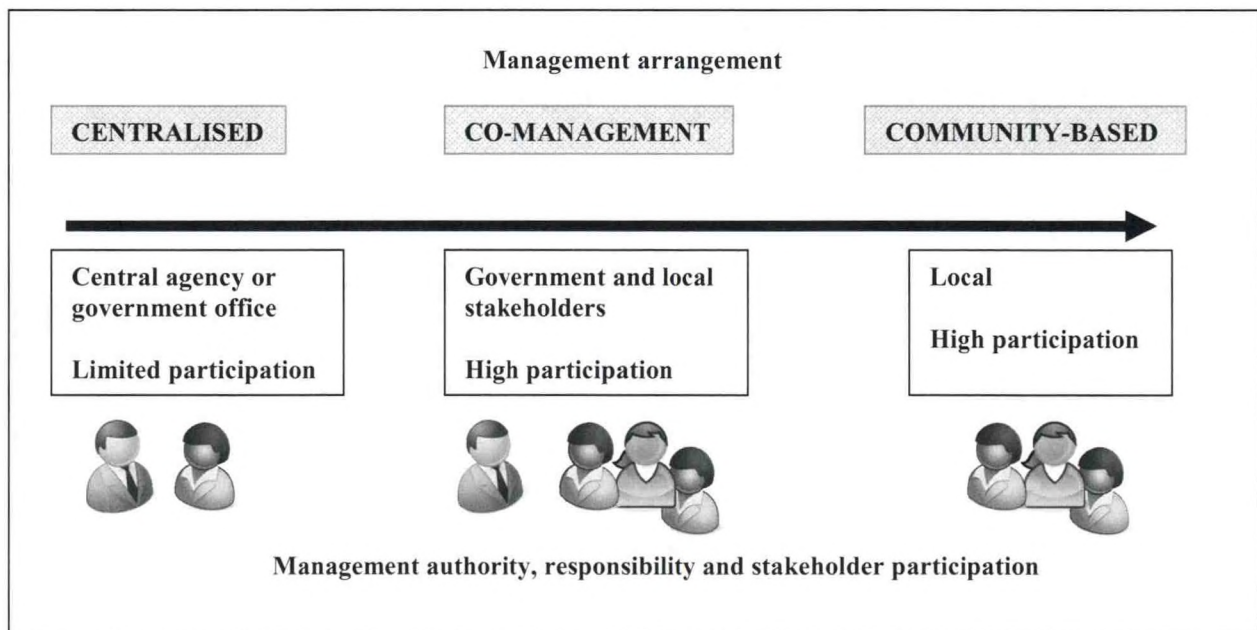 Management arrangement
CENTRALISED
CO-MANAGEMENT
COMMUNITY-BASED
Central agency or
government office
Limited participation
Government and local
stakeholders
High participation
Local
High participation
Management authority, responsibility and stakeholder participation